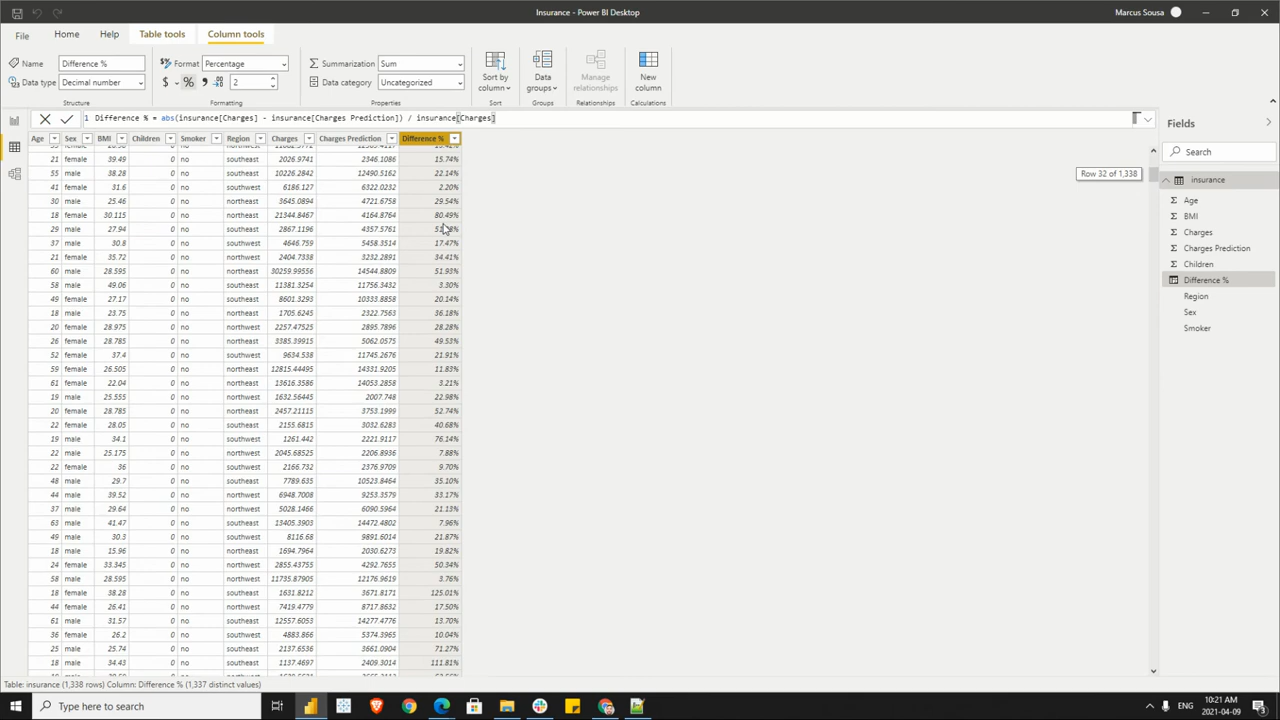 Insurance - Power BI Desktop
Marcus Sousa
File Home Help Table tools Column tools
Name Difference %
Data type Decimal number
Structure
Format Percentage
$ % 2
Formatting
Summarization Sum
Data category Uncategorized
Properties
Sort by column
Sort
Data groups
Groups
Manage relationships
Relationships
New column
Calculations
1 Difference % = abs(insurance[Charges] - insurance[Charges Prediction]) / insurance[Charges]
Age Sex BMI Children Smoker Region Charges Charges Prediction Difference %
21 female 39.49 0 no southeast 2026.9741 2346.1086 15.74%
55 male 38.28 0 no southeast 10226.2842 12490.5162 22.14%
41 female 31.6 0 no southwest 6186.127 6322.0232 2.20%
30 male 25.46 0 no northeast 3645.0894 4721.6758 29.54%
18 female 30.115 0 no northeast 21344.8467 4164.8764 80.49%
29 male 27.94 0 no southeast 2867.1196 4357.5761
37 male 30.8 0 no southwest 4646.759 5458.3514 17.47%
21 male 35.72 0 no northwest 2404.7338 3232.2891 34.41%
60 male 28.595 0 no northeast 30259.99556 14544.8809 51.93%
58 male 49.06 0 no southeast 11381.3254 11756.3432 3.30%
49 female 27.17 0 no southeast 8601.3293 10333.8858 20.14%
18 male 23.75 0 no northeast 1705.6245 2322.7563 36.18%
20 female 28.975 0 no northwest 2257.47525 2895.7896 28.28%
26 female 28.785 0 no northeast 3385.39915 5062.0575 49.53%
52 female 37.4 0 no southwest 9634.538 11745.2676 21.91%
59 female 26.505 0 no northeast 12815.44495 14331.9205 11.83%
61 female 22.04 0 no northeast 13616.3586 14053.2858 3.21%
19 male 25.555 0 no northwest 1632.56445 2007.748 22.98%
20 female 28.785 0 no northeast 2457.21115 3753.1999 52.74%
22 female 28.05 0 no southeast 2155.6815 3032.6283 40.68%
19 male 34.1 0 no southwest 1261.442 2221.9117 76.14%
22 male 25.175 0 no northwest 2045.68525 2206.8936 7.88%
22 female 36 0 no southwest 2166.732 2376.9709 9.70%
48 male 29.7 0 no southeast 7789.635 10523.8464 35.10%
44 male 39.52 0 no northwest 6948.7008 9253.3579 33.17%
37 male 29.64 0 no northwest 5028.1466 6090.5964 21.13%
63 male 41.47 0 no southeast 13405.3903 14472.4802 7.96%
49 male 30.3 0 no southwest 8116.68 9891.6014 21.87%
18 male 15.96 0 no northeast 1694.7964 2030.6273 19.82%
24 female 33.345 0 no northwest 2855.43755 4292.7655 50.34%
58 male 28.595 0 no northwest 11735.87905 12176.9619 3.76%
18 female 38.28 0 no southeast 1631.8212 3671.8171 125.01%
44 female 26.41 0 no northwest 7419.4779 8717.8632 17.50%
61 male 31.57 0 no southeast 12557.6053 14277.4776 13.70%
36 female 26.2 0 no southwest 4883.866 5374.3965 10.04%
25 male 25.74 0 no southeast 2137.6536 3661.0904 71.27%
18 male 34.43 0 no southeast 1137.4697 2409.3014 111.81%
Row 32 of 1,338
Fields
Search
insurance
Age
BMI
Charges
Charges Prediction
Children
Difference %
Region
Sex
Smoker
Table: insurance (1,338 rows) Column: Difference % (1,337 distinct values)
Type here to search
ENG
10:21 AM
2021-04-09
3